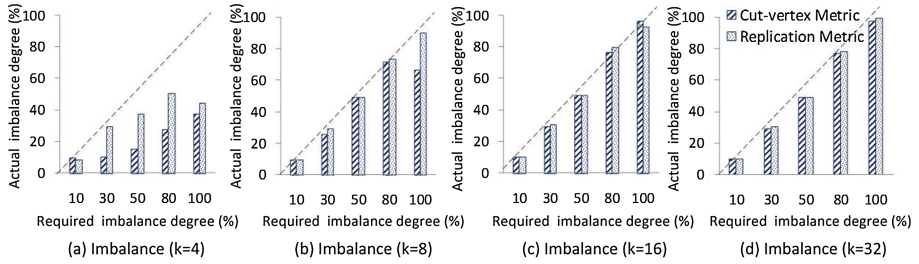 Actual imbalance degree (%)
100
80
60
40
20
0
10 30 50 80 100
Required imbalance degree (%)
(a) Imbalance (k=4)
Actual imbalance degree (%)
100
80
60
40
20
0
10 30 50 80 100
Required imbalance degree (%)
(b) Imbalance (k=8)
Actual imbalance degree (%)
100
80
60
40
20
0
10 30 50 80 100
Required imbalance degree (%)
(c) Imbalance (k=16)
Actual imbalance degree (%)
100
80
60
40
20
0
Cut-vertex Metric
Replication Metric
10 30 50 80 100
Required imbalance degree (%)
(d) Imbalance (k=32)